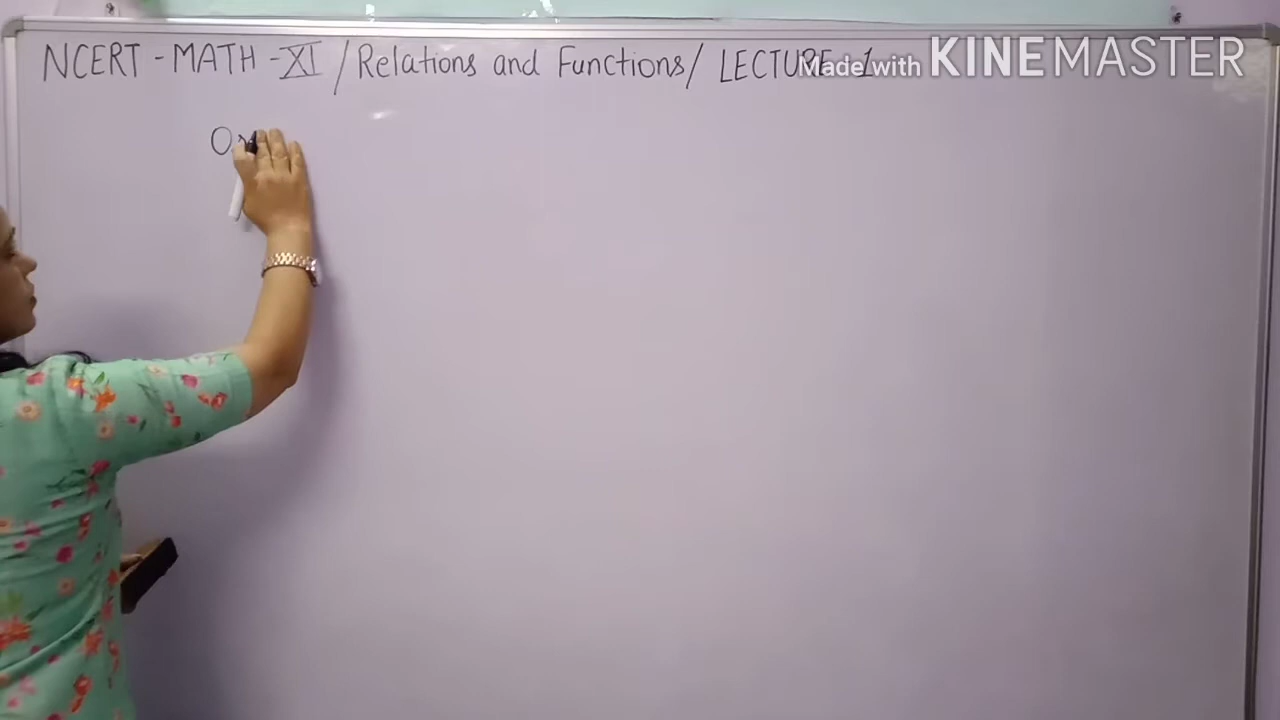 NCERT - MATH - XI / Relations and Functions / LECTURE - 1
Made with KINEMASTER